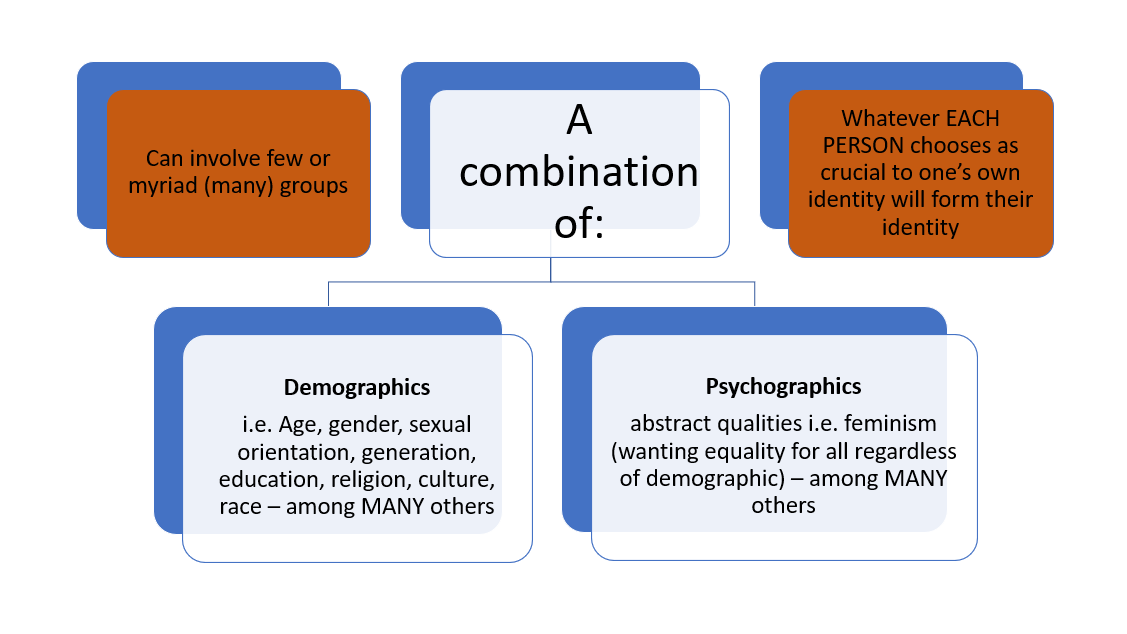 Can involve few or
myriad (many) groups
A
combination
of:
Whatever EACH
PERSON chooses as
crucial to one’s own
identity will form their
identity
Demographics
i.e. Age, gender, sexual
orientation, generation,
education, religion, culture,
race – among MANY others
Psychographics
abstract qualities i.e. feminism
(wanting equality for all regardless
of demographic) – among MANY
others